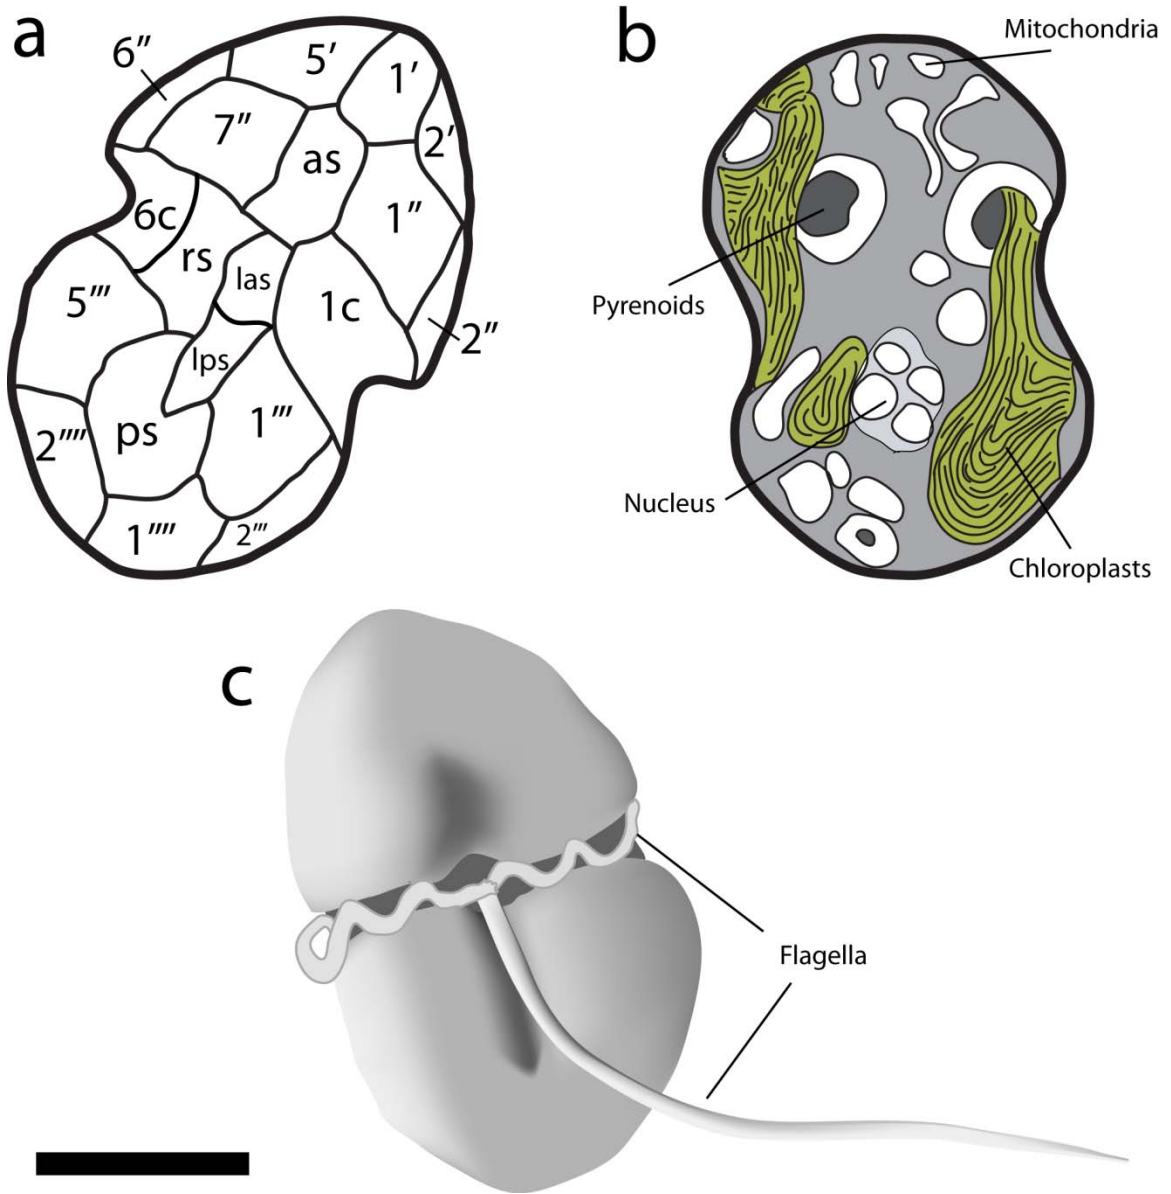 a
6″
5′
1′
7″
as
2′
6c
1″
rs
las
5‴
1c
2″
lps
1‴
ps
2⁗
1⁗
2‴
b
Mitochondria
Pyrenoids
Nucleus
Chloroplasts
c
Flagella